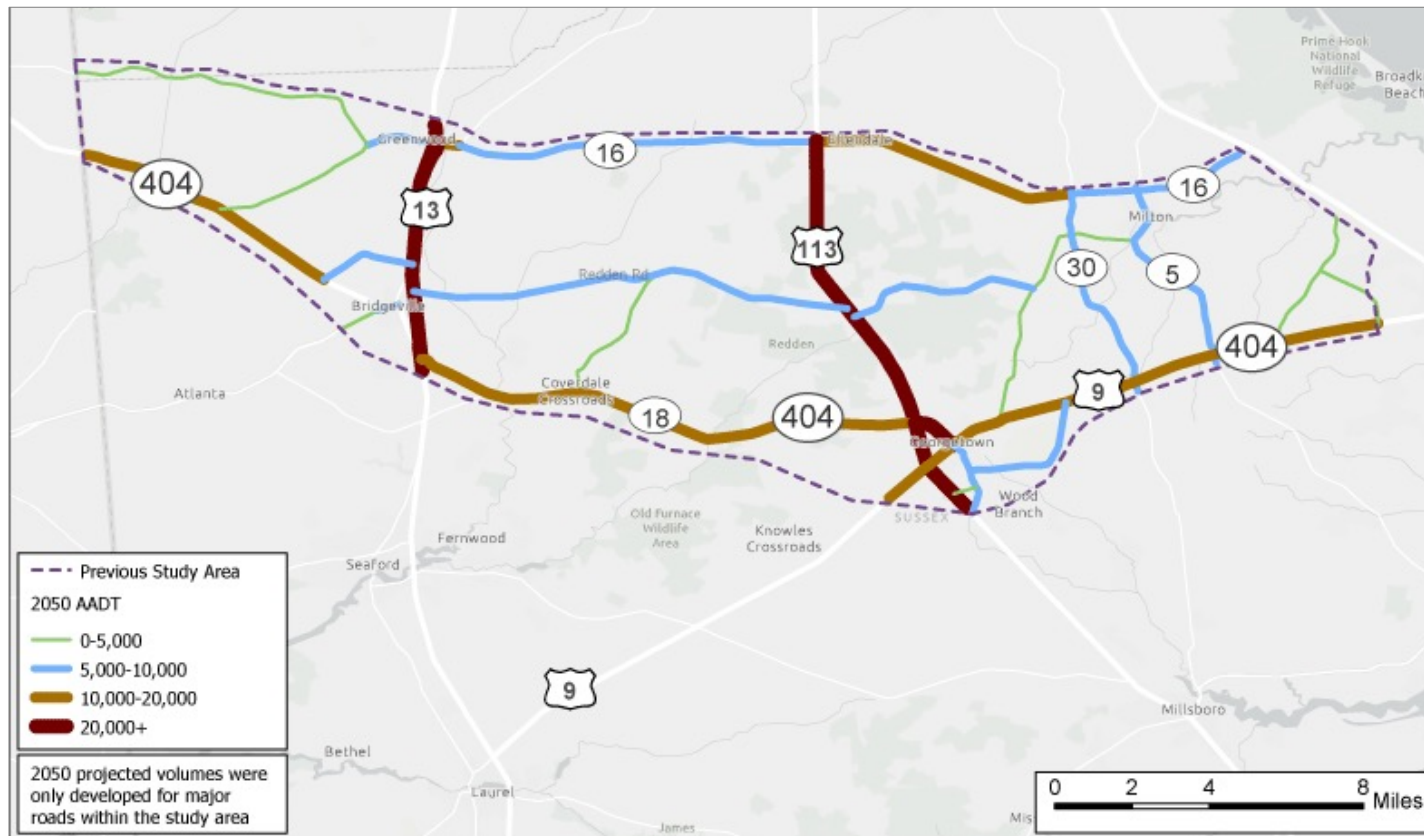 Prime Hook
National
Wildlife
Refuge
Broadki
Beach
Greenwood
Ellendale
16
404
13
16
Milton
113
30
5
Redden Rd
Bridgeville
Redden
404
Atlanta
Coverdale
Crossroads
18
404
9
Georgetown
Wood
Branch
SUSSEX
Old Furnace
Wildlife
Area
Knowles
Crossroads
Fernwood
Seaford
9
Millsboro
Bethel
Laurel
James
Mis
Previous Study Area
2050 AADT
0-5,000
5,000-10,000
10,000-20,000
20,000+
2050 projected volumes were
only developed for major
roads within the study area
0 2 4 8 Miles